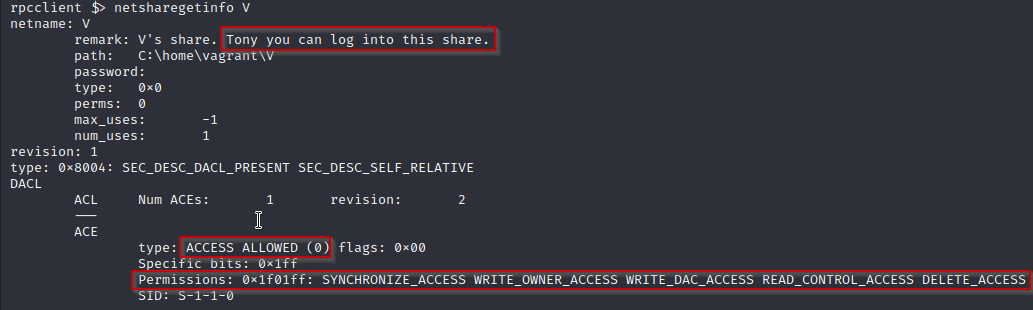 rpcclient $> netsharegetinfo V
netname: V
remark: V's share. Tony you can log into this share.
path: C:\home\vagrant\V
password:
type: 0×0
perms: 0
max_uses: -1
num_uses: 1
revision: 1
type: 0×8004: SEC_DESC_DACL_PRESENT SEC_DESC_SELF_RELATIVE
DACL
ACL Num ACEs: 1 revision: 2
---
ACE
type: ACCESS ALLOWED (0) flags: 0×00
Specific bits: 0×1ff
Permissions: 0×1f01ff: SYNCHRONIZE_ACCESS WRITE_OWNER_ACCESS WRITE_DAC_ACCESS READ_CONTROL_ACCESS DELETE_ACCESS
SID: S-1-1-0